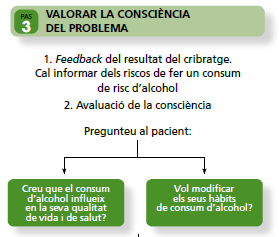 PAS
3
VALORAR LA CONSCIÈNCIA
DEL PROBLEMA
1. Feedback del resultat del cribratge.
Cal informar dels riscos de fer un consum
de risc d'alcohol
2. Avaluació de la consciència
Pregunteu al pacient:
Creu que el consum
d'alcohol influeix
en la seva qualitat
de vida i de salut?
Vol modificar
els seus hàbits
de consum d'alcohol?